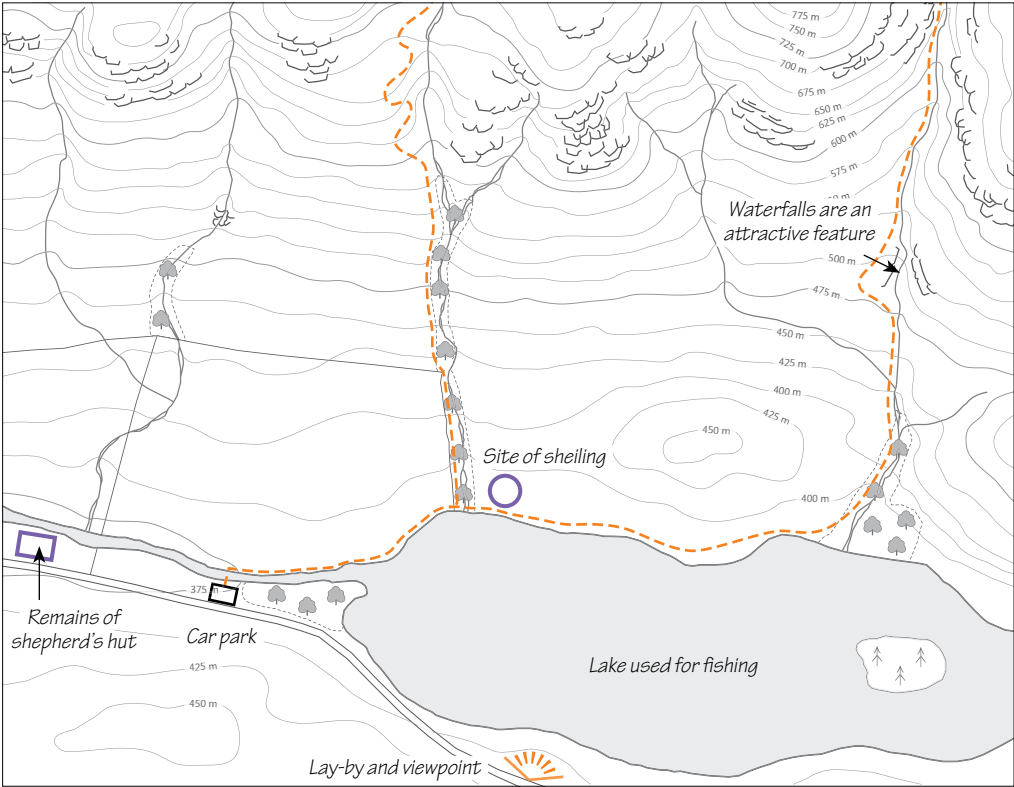 775 m
750 m
725 m
700 m
675 m
650 m
625 m
600 m
575 m
Waterfalls are an
attractive feature
500 m
475 m
450 m
425 m
400 m
425 m
450 m
Site of sheiling
400 m
375 m
Remains of
shepherd's hut
Car park
425 m
450 m
Lake used for fishing
Lay-by and viewpoint